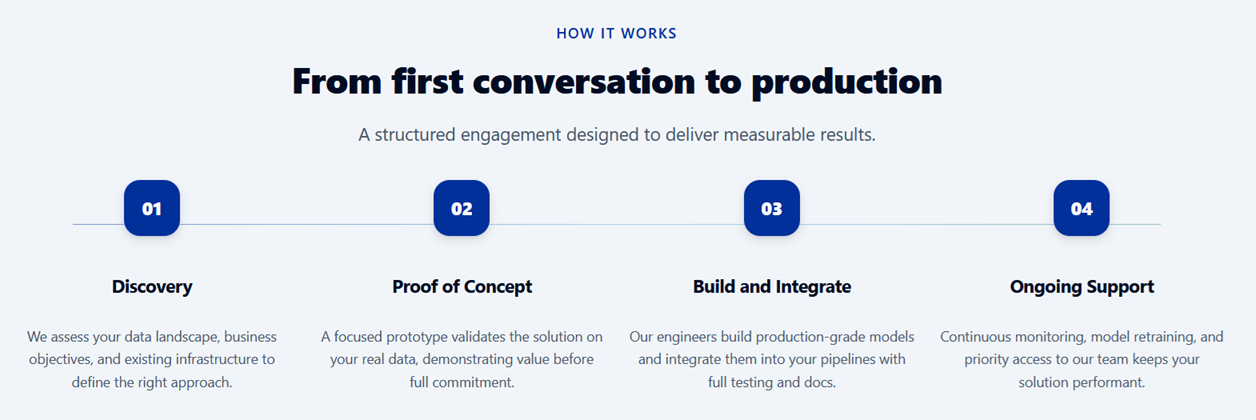 HOW IT WORKS
From first conversation to production
A structured engagement designed to deliver measurable results.
01
02
03
04
Discovery
Proof of Concept
Build and Integrate
Ongoing Support
We assess your data landscape, business
objectives, and existing infrastructure to
define the right approach.
A focused prototype validates the solution on
your real data, demonstrating value before
full commitment.
Our engineers build production-grade models
and integrate them into your pipelines with
full testing and docs.
Continuous monitoring, model retraining, and
priority access to our team keeps your
solution performant.